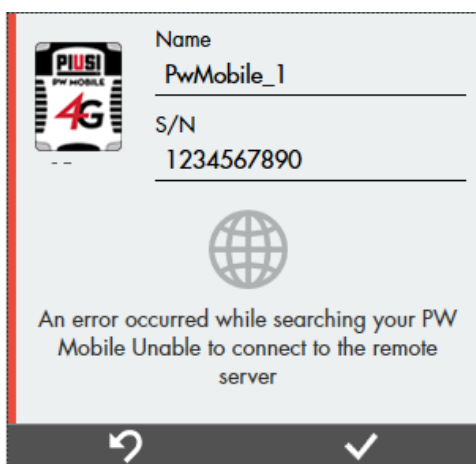 Name
PIUSI
PwMobile_1
PW MOBILE
4G
S/N
- -
1234567890
An error occurred while searching your PW
Mobile Unable to connect to the remote
server